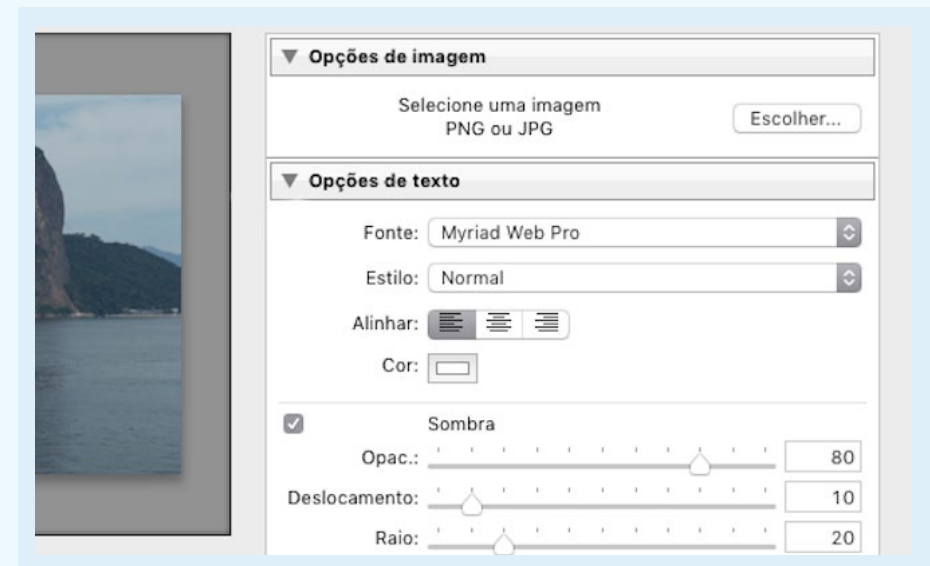 Opções de imagem
Selecione uma imagem
PNG ou JPG
Escolher...
Opções de texto
Fonte: Myriad Web Pro
Estilo: Normal
Alinhar:
Cor:
Sombra
Opac.: 80
Deslocamento: 10
Raio: 20